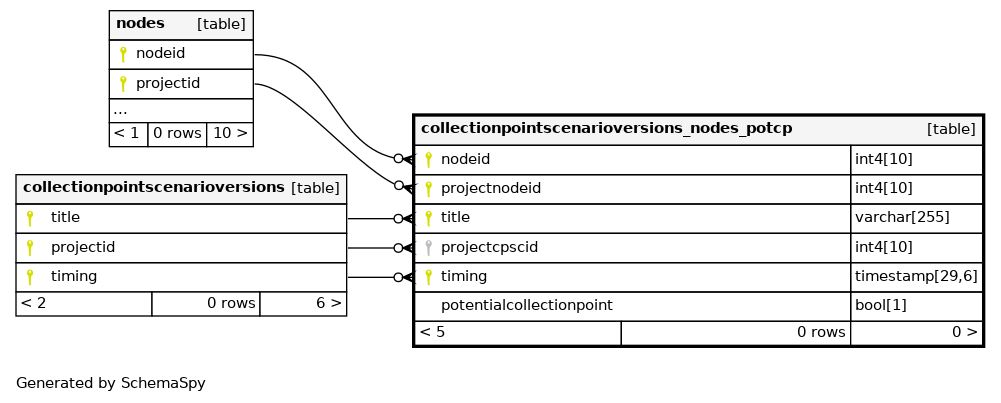 nodes [table]
nodeid
projectid
...
< 1 0 rows 10 >
collectionpointscenarioversions [table]
title
projectid
timing
< 2 0 rows 6 >
collectionpointscenarioversions_nodes_potcp [table]
nodeid int4[10]
projectnodeid int4[10]
title varchar[255]
projectcpscid int4[10]
timing timestamp[29,6]
potentialcollectionpoint bool[1]
< 5 0 rows 0 >
Generated by SchemaSpy